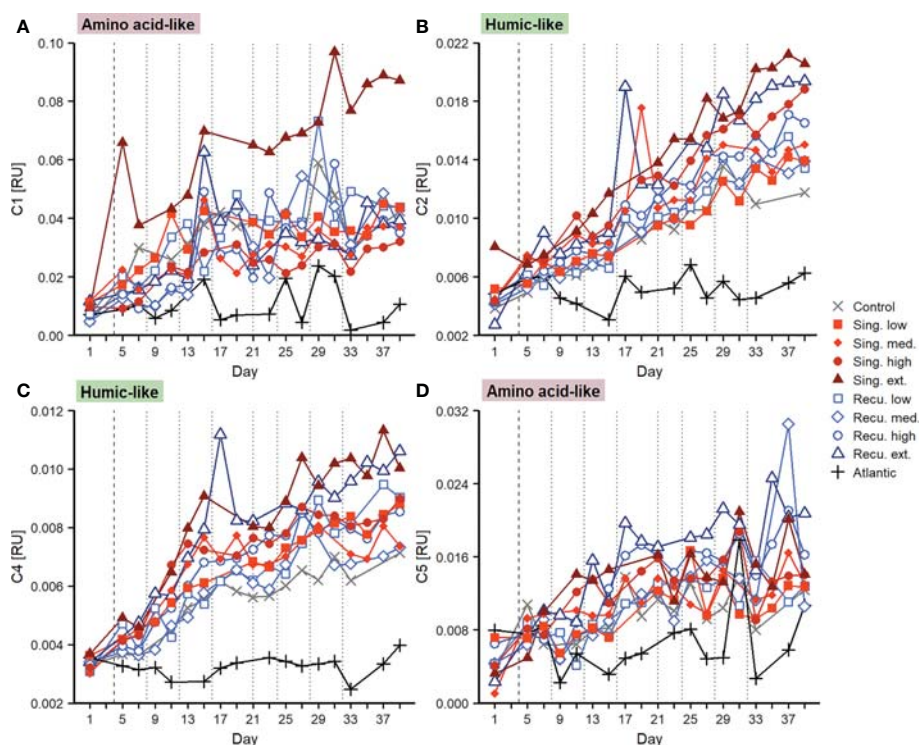 A Amino acid-like
C1 [RU]
0.10
0.08
0.06
0.04
0.02
0.00
1 5 9 13 17 21 25 29 33 37
Day
B Humic-like
C2 [RU]
0.022
0.018
0.014
0.010
0.006
0.002
1 5 9 13 17 21 25 29 33 37
Day
C Humic-like
C4 [RU]
0.012
0.010
0.008
0.006
0.004
0.002
1 5 9 13 17 21 25 29 33 37
Day
D Amino acid-like
C5 [RU]
0.032
0.024
0.016
0.008
0.000
1 5 9 13 17 21 25 29 33 37
Day
Control
Sing. low
Sing. med.
Sing. high
Sing. ext.
Recu. low
Recu. med.
Recu. high
Recu. ext.
Atlantic